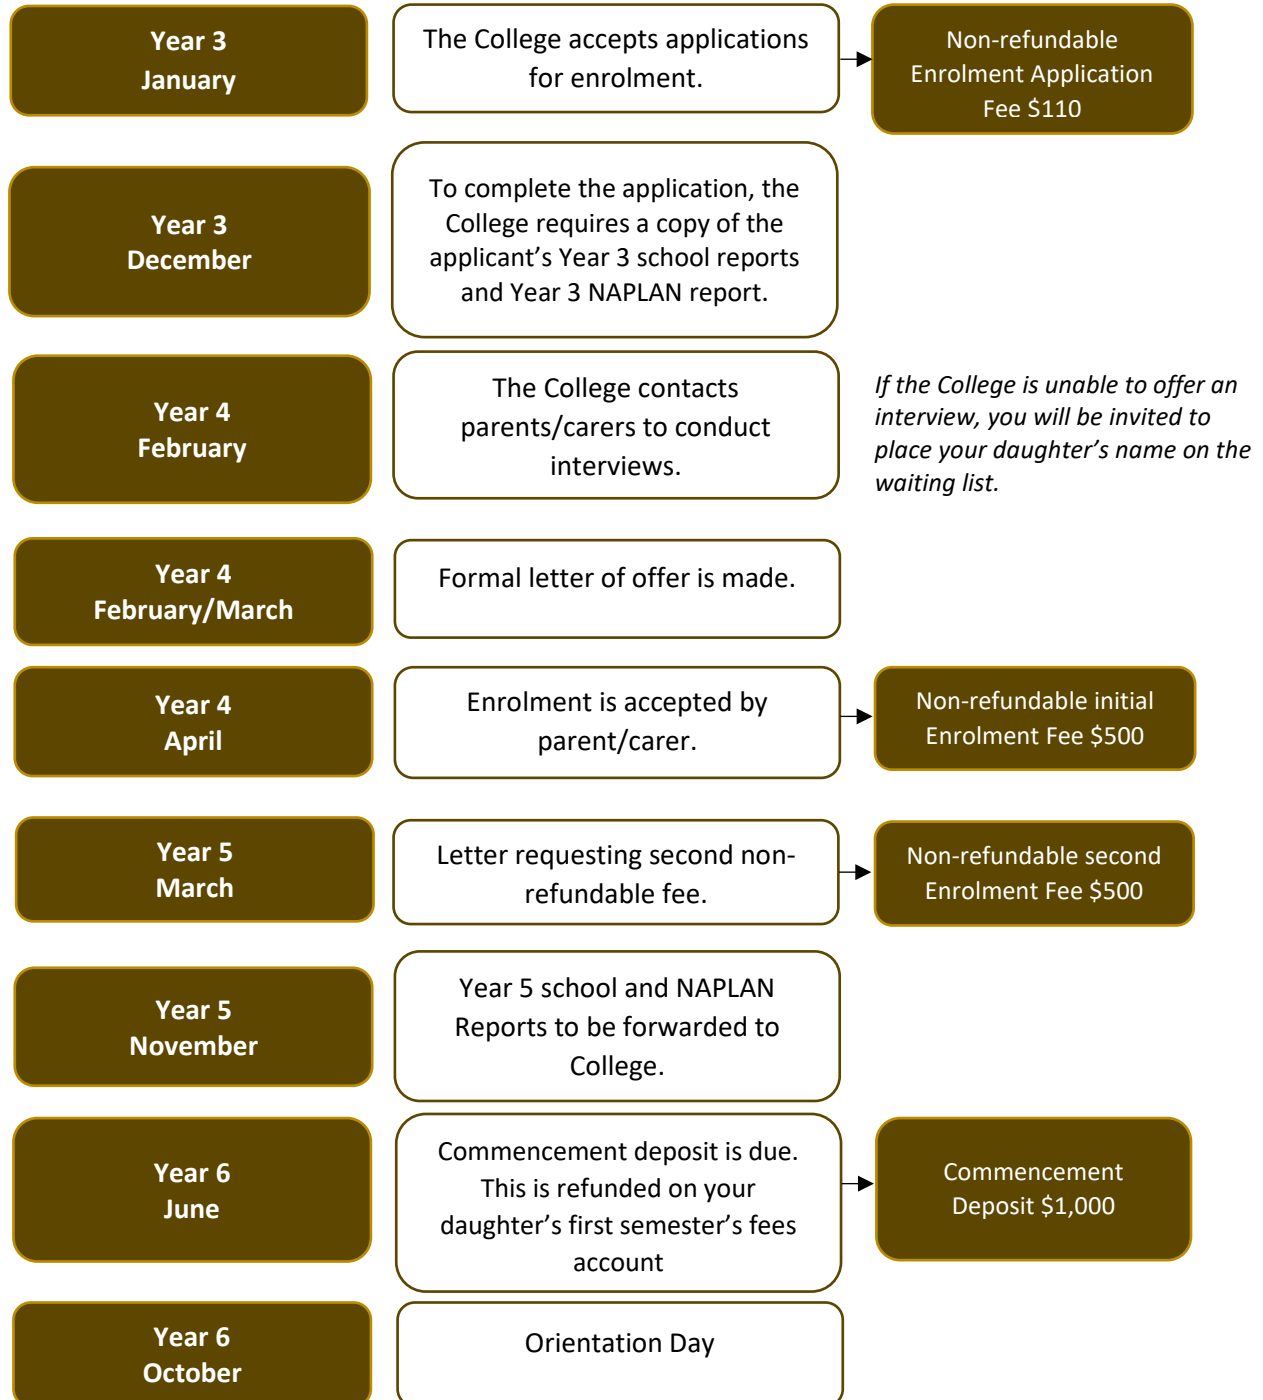 Year 3
January
The College accepts applications
for enrolment.
Non-refundable
Enrolment Application
Fee $110
Year 3
December
To complete the application, the
College requires a copy of the
applicant’s Year 3 school reports
and Year 3 NAPLAN report.
Year 4
February
The College contacts
parents/carers to conduct
interviews.
If the College is unable to offer an
interview, you will be invited to
place your daughter’s name on the
waiting list.
Year 4
February/March
Formal letter of offer is made.
Year 4
April
Enrolment is accepted by
parent/carer.
Non-refundable initial
Enrolment Fee $500
Year 5
March
Letter requesting second non-
refundable fee.
Non-refundable second
Enrolment Fee $500
Year 5
November
Year 5 school and NAPLAN
Reports to be forwarded to
College.
Year 6
June
Commencement deposit is due.
This is refunded on your
daughter’s first semester’s fees
account
Commencement
Deposit $1,000
Year 6
October
Orientation Day